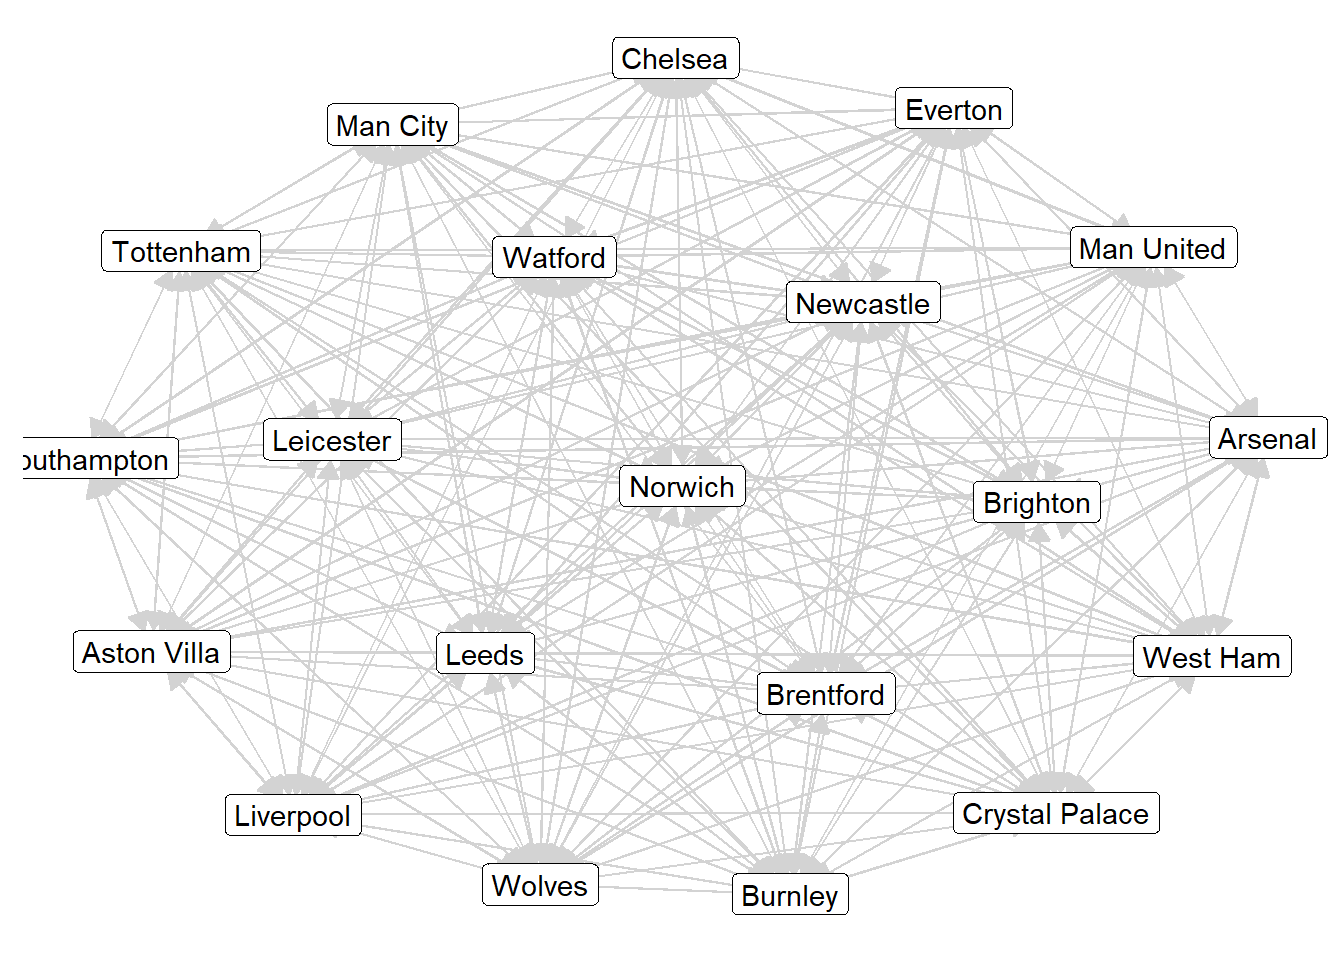 Chelsea
Everton
Man City
Tottenham
Watford
Man United
Newcastle
Leicester
outhampton
Arsenal
Norwich
Brighton
Aston Villa
Leeds
West Ham
Brentford
Liverpool
Crystal Palace
Wolves
Burnley